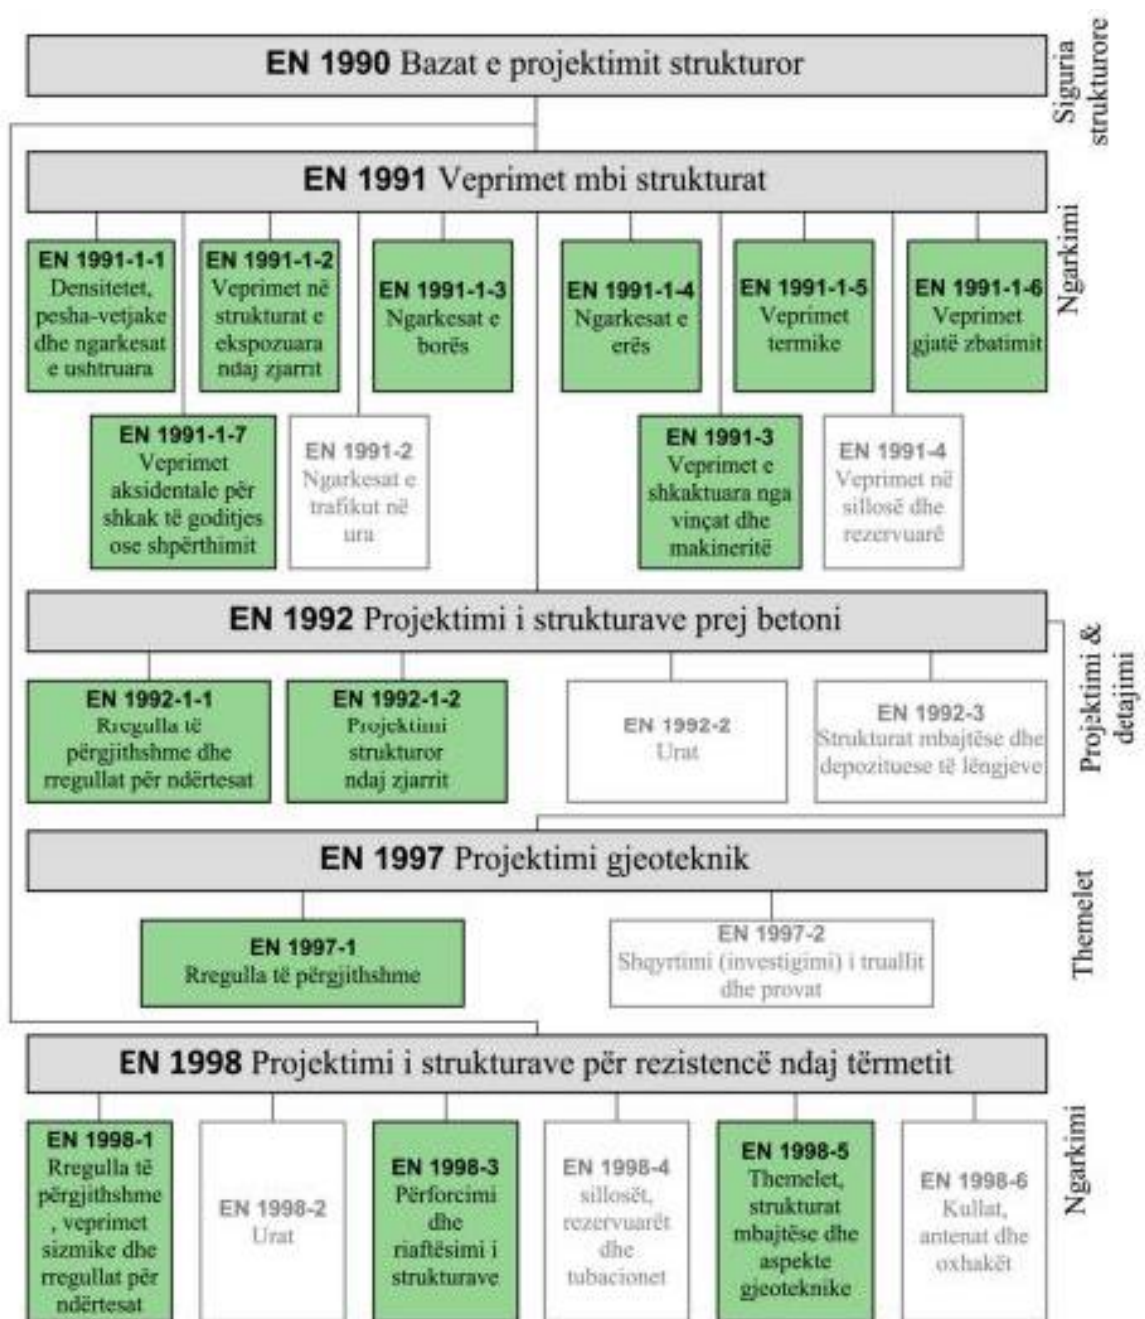 EN 1990 Bazat e projektimit strukturor
Siguria
strukturore
EN 1991 Veprimet mbi strukturat
Ngarkimi
EN 1991-1-1
Densitetet,
pesha-vetjake
dhe ngarkesat
e ushtruara
EN 1991-1-2
Veprimet në
strukturat e
ekspozuara
ndaj zjarrit
EN 1991-1-3
Ngarkesat e
borës
EN 1991-1-4
Ngarkesat e
erës
EN 1991-1-5
Veprimet
termike
EN 1991-1-6
Veprimet
gjatë zbatimit
EN 1991-1-7
Veprimet
aksidentale për
shkak të goditjes
ose shpërthimit
EN 1991-2
Ngarkesat e
trafikut në
ura
EN 1991-3
Veprimet e
shkaktuara nga
vinçat dhe
makineritë
EN 1991-4
Veprimet në
sillosë dhe
rezervuarë
EN 1992 Projektimi i strukturave prej betoni
Projektimi &
detajimi
EN 1992-1-1
Rregulla të
përgjithshme dhe
rregullat për ndërtesat
EN 1992-1-2
Projektimi
strukturor
ndaj zjarrit
EN 1992-2
Urat
EN 1992-3
Strukturat mbajtëse dhe
depozituese të lëngjeve
EN 1997 Projektimi gjeoteknik
Themelet
EN 1997-1
Rregulla të përgjithshme
EN 1997-2
Shqyrtimi (investigimi) i truallit
dhe provat
EN 1998 Projektimi i strukturave për rezistencë ndaj tërmetit
Ngarkimi
EN 1998-1
Rregulla të
përgjithshme
, veprimet
sizmike dhe
rregullat për
ndërtesat
EN 1998-2
Urat
EN 1998-3
Përforcimi
dhe
riaftësimi i
strukturave
EN 1998-4
sillosët,
rezervuarët
dhe
tubacionet
EN 1998-5
Themelet,
strukturat
mbajtëse dhe
aspekte
gjeoteknike
EN 1998-6
Kullat,
antenat dhe
oxhakët